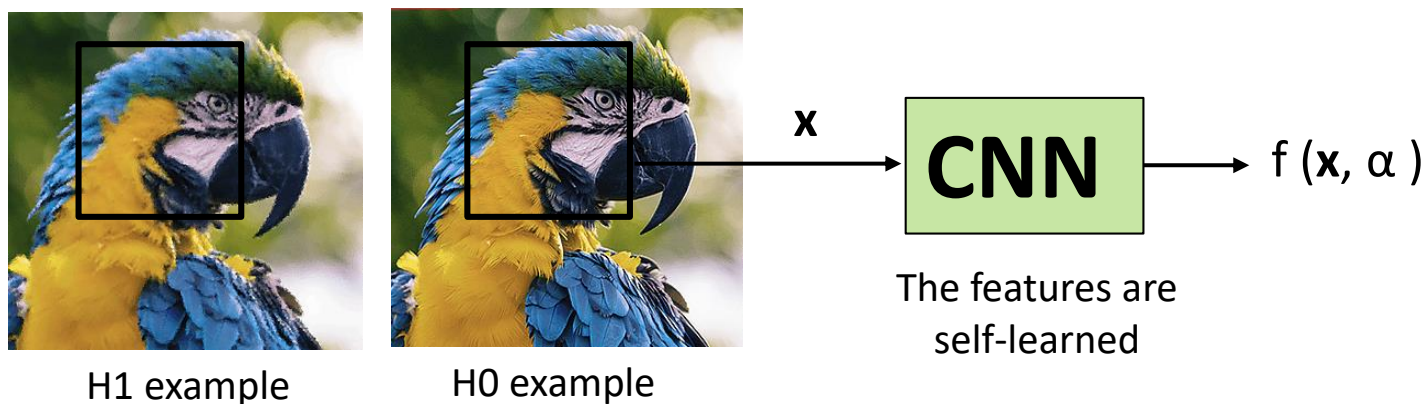 x
CNN
f (x, α )
The features are
self-learned
H1 example
H0 example